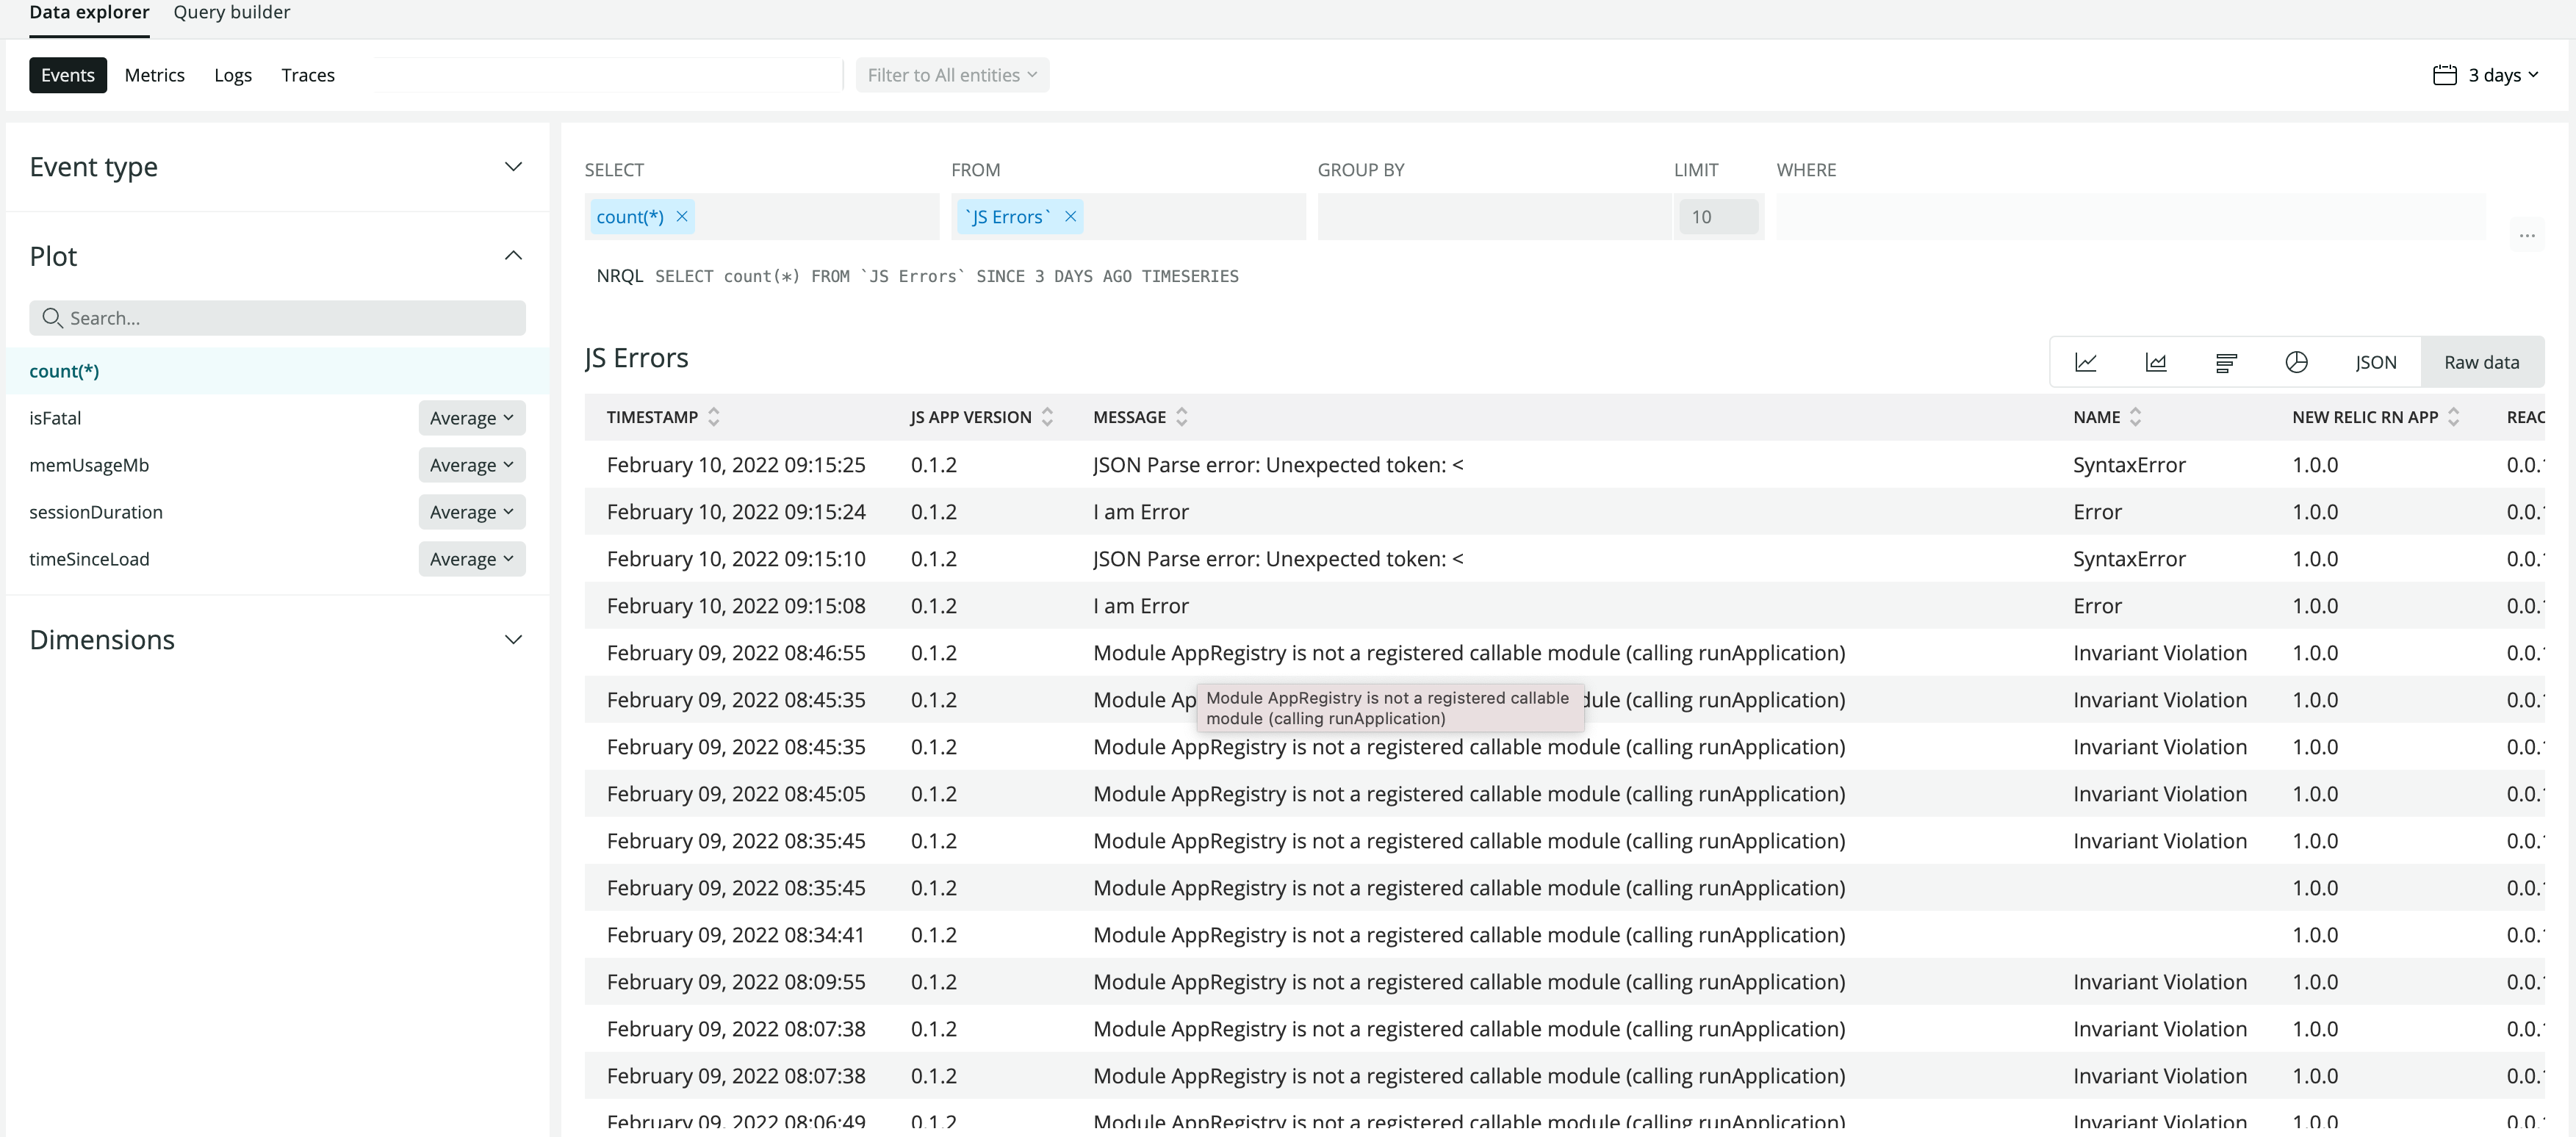 Data explorer Query builder
Events Metrics Logs Traces Filter to All entities 3 days
Event type
Plot
Search...
count(*)
isFatal Average
memUsageMb Average
sessionDuration Average
timeSinceLoad Average
Dimensions
SELECT FROM GROUP BY LIMIT WHERE
count(*) × `JS Errors` × 10 ...
NRQL SELECT count(*) FROM `JS Errors` SINCE 3 DAYS AGO TIMESERIES
JS Errors JSON Raw data
TIMESTAMP JS APP VERSION MESSAGE NAME NEW RELIC RN APP REAC
February 10, 2022 09:15:25 0.1.2 JSON Parse error: Unexpected token: < SyntaxError 1.0.0 0.0.
February 10, 2022 09:15:24 0.1.2 I am Error Error 1.0.0 0.0.
February 10, 2022 09:15:10 0.1.2 JSON Parse error: Unexpected token: < SyntaxError 1.0.0 0.0.
February 10, 2022 09:15:08 0.1.2 I am Error Error 1.0.0 0.0.
February 09, 2022 08:46:55 0.1.2 Module AppRegistry is not a registered callable module (calling runApplication) Invariant Violation 1.0.0 0.0.
February 09, 2022 08:45:35 0.1.2 Module Ap dule (calling runApplication) Invariant Violation 1.0.0 0.0.
Module AppRegistry is not a registered callable
module (calling runApplication)
February 09, 2022 08:45:35 0.1.2 Module AppRegistry is not a registered callable module (calling runApplication) Invariant Violation 1.0.0 0.0.
February 09, 2022 08:45:05 0.1.2 Module AppRegistry is not a registered callable module (calling runApplication) Invariant Violation 1.0.0 0.0.
February 09, 2022 08:35:45 0.1.2 Module AppRegistry is not a registered callable module (calling runApplication) Invariant Violation 1.0.0 0.0.
February 09, 2022 08:35:45 0.1.2 Module AppRegistry is not a registered callable module (calling runApplication) 1.0.0 0.0.
February 09, 2022 08:34:41 0.1.2 Module AppRegistry is not a registered callable module (calling runApplication) 1.0.0 0.0.
February 09, 2022 08:09:55 0.1.2 Module AppRegistry is not a registered callable module (calling runApplication) Invariant Violation 1.0.0 0.0.
February 09, 2022 08:07:38 0.1.2 Module AppRegistry is not a registered callable module (calling runApplication) Invariant Violation 1.0.0 0.0.
February 09, 2022 08:07:38 0.1.2 Module AppRegistry is not a registered callable module (calling runApplication) Invariant Violation 1.0.0 0.0.
February 09, 2022 08:06:49 0.1.2 Module AppRegistry is not a registered callable module (calling runApplication) Invariant Violation 1.0.0 0.0.